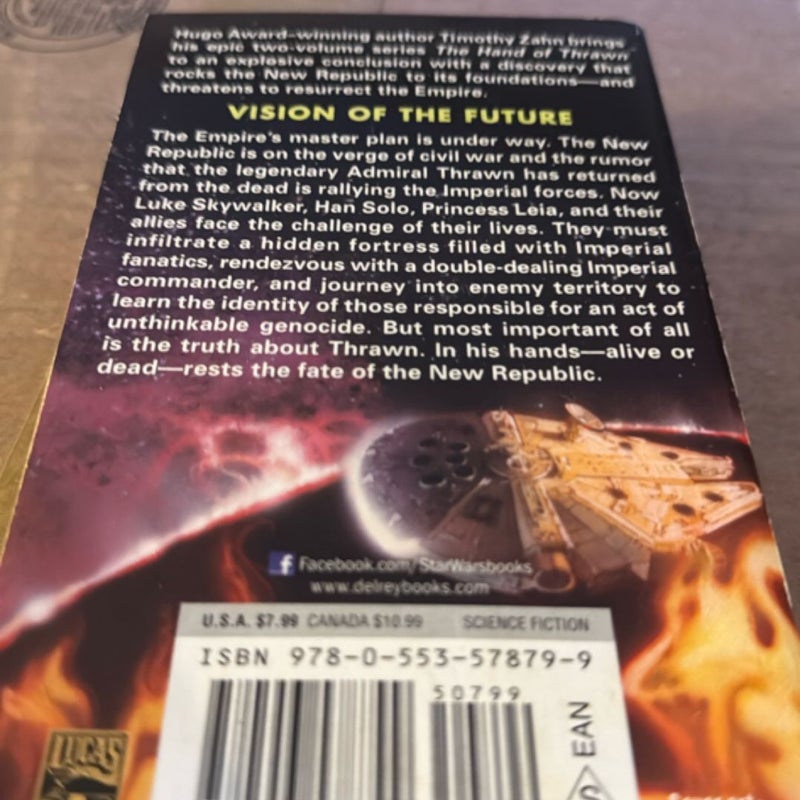 Hugo Award–winning author Timothy Zahn brings
his epic two-volume series The Hand of Thrawn
to an explosive conclusion with a discovery that
rocks the New Republic to its foundations—and
threatens to resurrect the Empire.
VISION OF THE FUTURE
The Empire's master plan is under way. The New
Republic is on the verge of civil war and the rumor
that the legendary Admiral Thrawn has returned
from the dead is rallying the Imperial forces. Now
Luke Skywalker, Han Solo, Princess Leia, and their
allies face the challenge of their lives. They must
infiltrate a hidden fortress filled with Imperial
fanatics, rendezvous with a double-dealing Imperial
commander, and journey into enemy territory to
learn the identity of those responsible for an act of
unthinkable genocide. But most important of all
is the truth about Thrawn. In his hands—alive or
dead—rests the fate of the New Republic.
f Facebook.com/StarWarsbooks
www.delreybooks.com
U.S.A. $7.99 CANADA $10.99 SCIENCE FICTION
ISBN 978-0-553-57879-9
50799
EAN
LUCAS